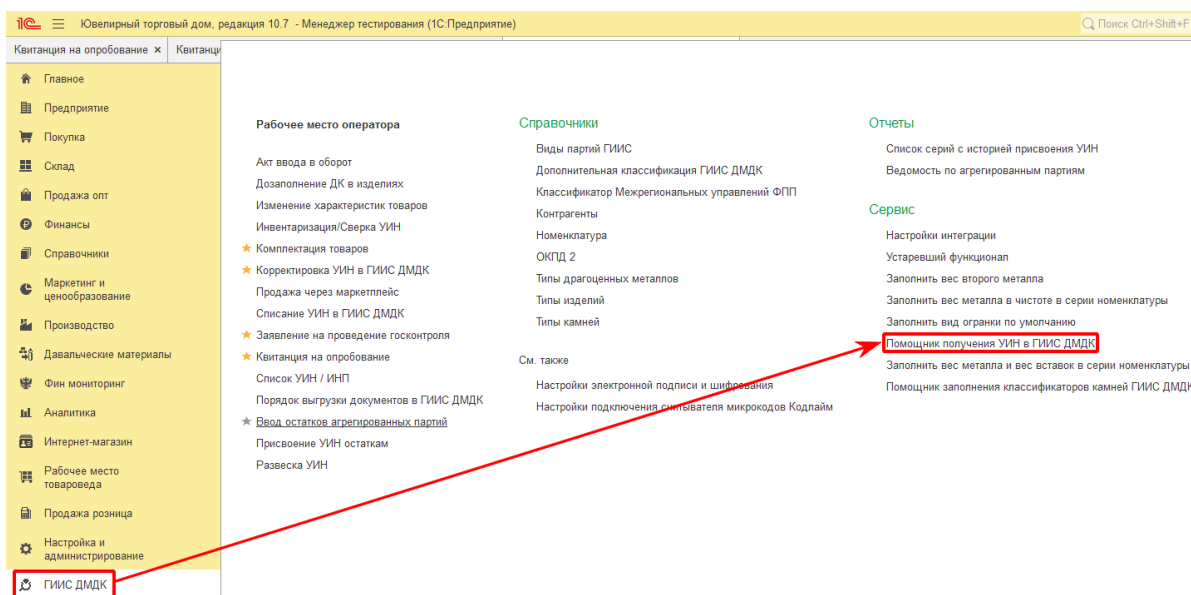 1С Ювелирный торговый дом, редакция 10.7 - Менеджер тестирования (1С:Предприятие)
Поиск Ctrl+Shift+F
Квитанция на опробование ×
Квитанци
Главное
Предприятие
Покупка
Склад
Продажа опт
Финансы
Справочники
Маркетинг и
ценообразование
Производство
Давальческие материалы
Фин мониторинг
Аналитика
Интернет-магазин
Рабочее место
товароведа
Продажа розница
Настройка и
администрирование
ГИИС ДМДК
Рабочее место оператора
Акт ввода в оборот
Дозаполнение ДК в изделиях
Изменение характеристик товаров
Инвентаризация/Сверка УИН
Комплектация товаров
Корректировка УИН в ГИИС ДМДК
Продажа через маркетплейс
Списание УИН в ГИИС ДМДК
Заявление на проведение госконтроля
Квитанция на опробование
Список УИН / ИНП
Порядок выгрузки документов в ГИИС ДМДК
Ввод остатков агрегированных партий
Присвоение УИН остаткам
Развеска УИН
Справочники
Виды партий ГИИС
Дополнительная классификация ГИИС ДМДК
Классификатор Межрегиональных управлений ФПП
Контрагенты
Номенклатура
ОКПД 2
Типы драгоценных металлов
Типы изделий
Типы камней
См. также
Настройки электронной подписи и шифрования
Настройки подключения считывателя микрокодов Кодлайм
Отчеты
Список серий с историей присвоения УИН
Ведомость по агрегированным партиям
Сервис
Настройки интеграции
Устаревший функционал
Заполнить вес второго металла
Заполнить вес металла в чистоте в серии номенклатуры
Заполнить вид огранки по умолчанию
Помощник получения УИН в ГИИС ДМДК
Заполнить вес металла и вес вставок в серии номенклатуры
Помощник заполнения классификаторов камней ГИИС ДМДК